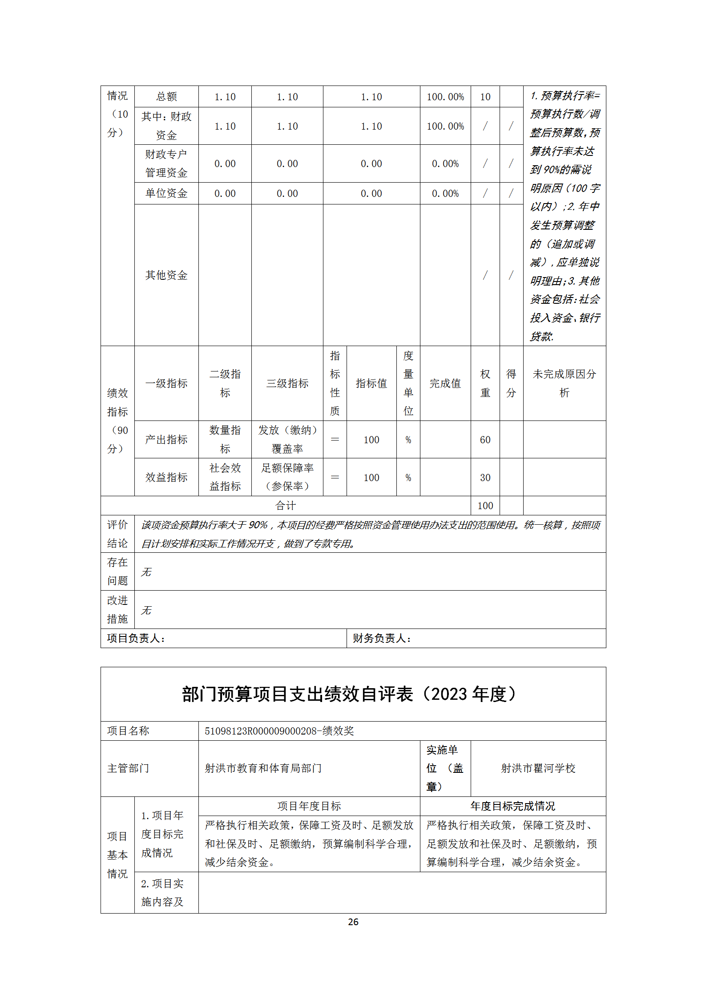 情况
（10
分）
总额 1.10 1.10 1.10 100.00% 10
其中：财政
资金
1.10 1.10 1.10 100.00% / /
财政专户
管理资金
0.00 0.00 0.00 0.00% / /
单位资金 0.00 0.00 0.00 0.00% / /
其他资金 / /
1.预算执行率=
预算执行数/调
整后预算数,预
算执行率未达
到90%的需说
明原因（100 字
以内）;2.年中
发生预算调整
的（追加或调
减）,应单独说
明理由;3.其他
资金包括:社会
投入资金、银行
贷款.
绩效
指标
（90
分）
一级指标
二级指
标
三级指标
指
标
性
质
指标值
度
量
单
位
完成值
权
重
得
分
未完成原因分
析
产出指标
数量指
标
发放（缴纳）
覆盖率
＝ 100 % 60
效益指标
社会效
益指标
足额保障率
（参保率）
＝ 100 % 30
合计 100
评价
结论
该项资金预算执行率大于 90%，本项目的经费严格按照资金管理使用办法支出的范围使用。统一核算，按照项
目计划安排和实际工作情况开支，做到了专款专用。
存在
问题
无
改进
措施
无
项目负责人： 财务负责人：
部门预算项目支出绩效自评表（2023 年度）
项目名称 51098123R000009000208-绩效奖
主管部门 射洪市教育和体育局部门
实施单
位 （盖
章）
射洪市瞿河学校
项目
基本
情况
1.项目年
度目标完
成情况
项目年度目标 年度目标完成情况
严格执行相关政策，保障工资及时、足额发放
和社保及时、足额缴纳，预算编制科学合理，
减少结余资金。
严格执行相关政策，保障工资及时、
足额发放和社保及时、足额缴纳，预
算编制科学合理，减少结余资金。
2.项目实
施内容及
26